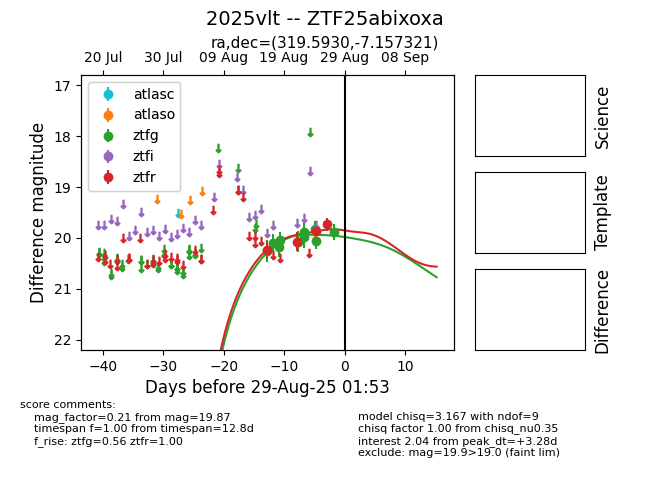 2025vlt -- ZTF25abixoxa
ra,dec=(319.5930,-7.157321)
20 Jul 30 Jul 09 Aug 19 Aug 29 Aug 08 Sep
17
18
19
20
21
22
Difference magnitude
atlasc
atlaso
ztfg
ztfi
ztfr
−40 −30 −20 −10 0 10
Days before 29-Aug-25 01:53
Science
Template
Difference
score comments:
mag_factor=0.21 from mag=19.87
timespan f=1.00 from timespan=12.8d
f_rise: ztfg=0.56 ztfr=1.00
model chisq=3.167 with ndof=9
chisq factor 1.00 from chisq_nu0.35
interest 2.04 from peak_dt=+3.28d
exclude: mag=19.9>19.0 (faint lim)